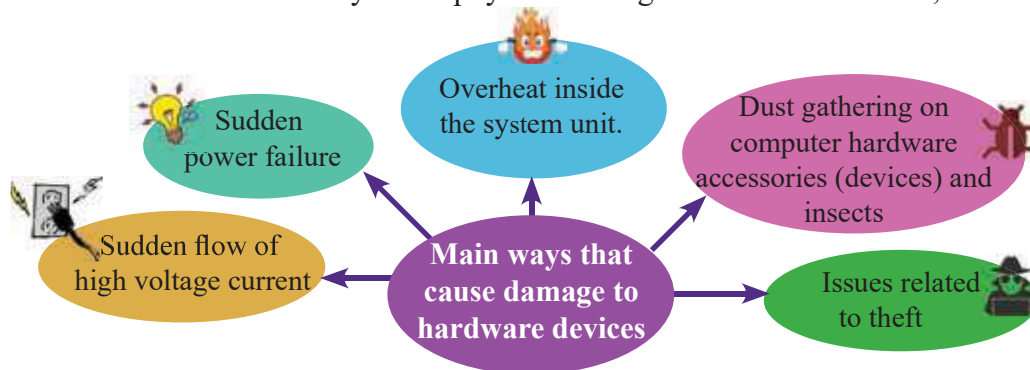 Overheat inside
the system unit.
Sudden
power failure
Dust gathering on
computer hardware
accessories (devices) and
insects
Sudden flow of
high voltage current
Main ways that
cause damage to
hardware devices
Issues related
to theft